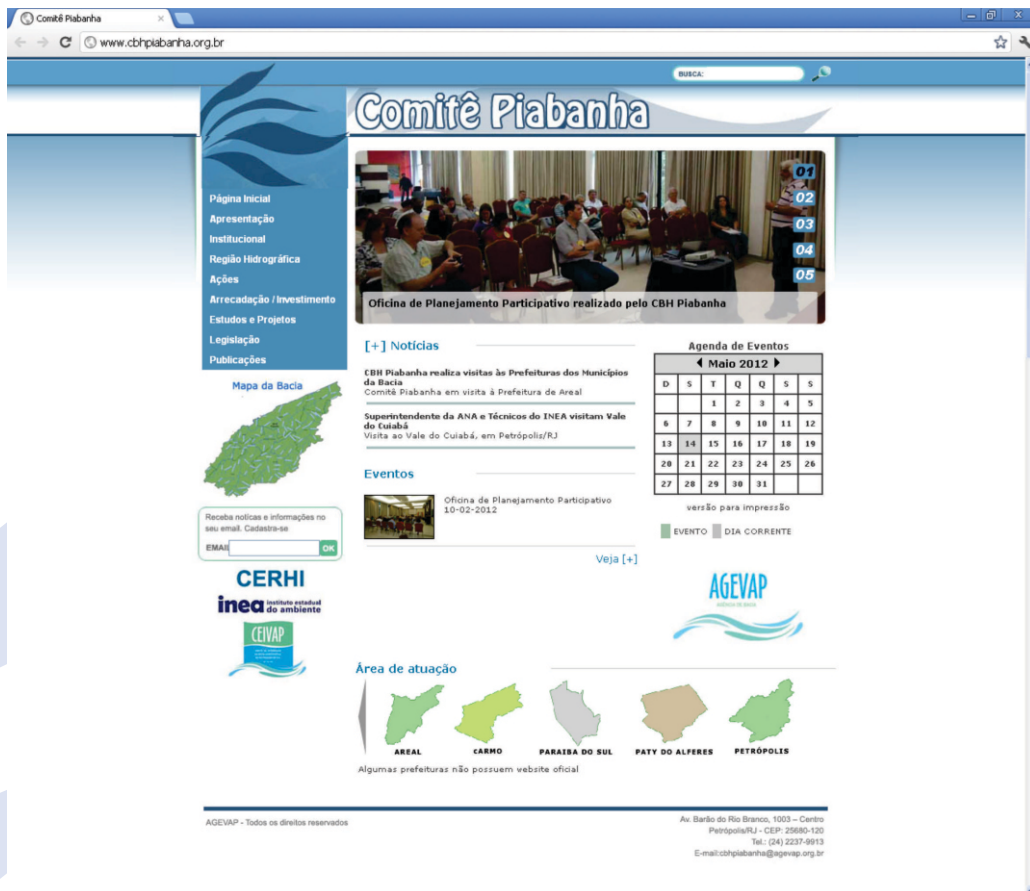 Comitê Piabanha
www.cbhpiabanha.org.br
BUSCA:
Comitê Piabanha
Página Inicial
Apresentação
Institucional
Região Hidrográfica
Ações
Arrecadação / Investimento
Estudos e Projetos
Legislação
Publicações
01
02
03
04
05
Oficina de Planejamento Participativo realizado pelo CBH Piabanha
Mapa da Bacia
Receba notícas e informações no
seu email. Cadastra-se
EMAIL
OK
CERHI
inea instituto estadual
do ambiente
CEIVAP
[+] Notícias
CBH Piabanha realiza visitas às Prefeituras dos Municípios
da Bacia
Comitê Piabanha em visita à Prefeitura de Areal
Superintendente da ANA e Técnicos do INEA visitam Vale
do Cuiabá
Visita ao Vale do Cuiabá, em Petrópolis/RJ
Eventos
Oficina de Planejamento Participativo
10-02-2012
Veja [+]
Agenda de Eventos
Maio 2012
D S T Q Q S S
1 2 3 4 5
6 7 8 9 10 11 12
13 14 15 16 17 18 19
20 21 22 23 24 25 26
27 28 29 30 31
versão para impressão
EVENTO DIA CORRENTE
AGEVAP
AGÊNCIA DE BACIA
Área de atuação
AREAL CARMO PARAIBA DO SUL PATY DO ALFERES PETRÓPOLIS
Algumas prefeituras não possuem website oficial
AGEVAP - Todos os direitos reservados
Av. Barão do Rio Branco, 1003 – Centro
Petrópolis/RJ - CEP: 25680-120
Tel.: (24) 2237-9913
E-mail:cbhpiabanha@agevap.org.br